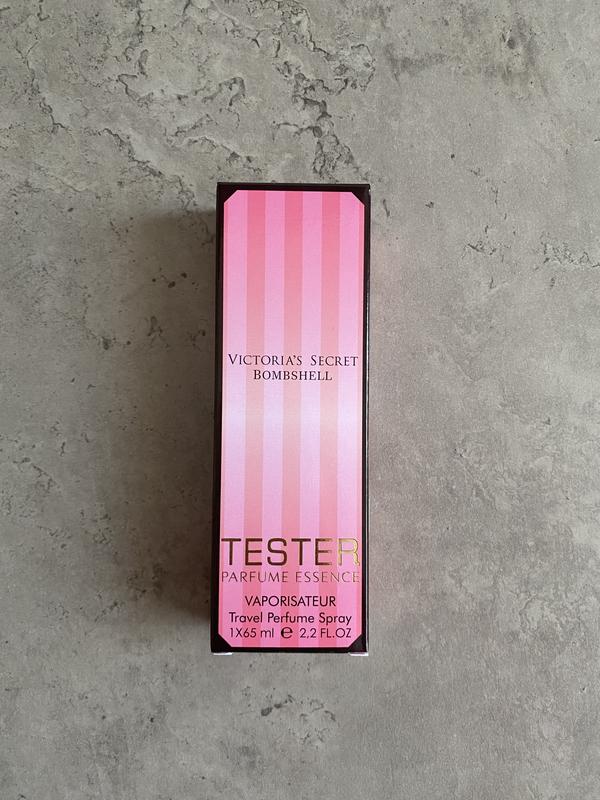 VICTORIA'S SECRET
BOMBSHELL
TESTER
PARFUME ESSENCE
VAPORISATEUR
Travel Perfume Spray
1X65 ml ℮ 2,2 FL.OZ